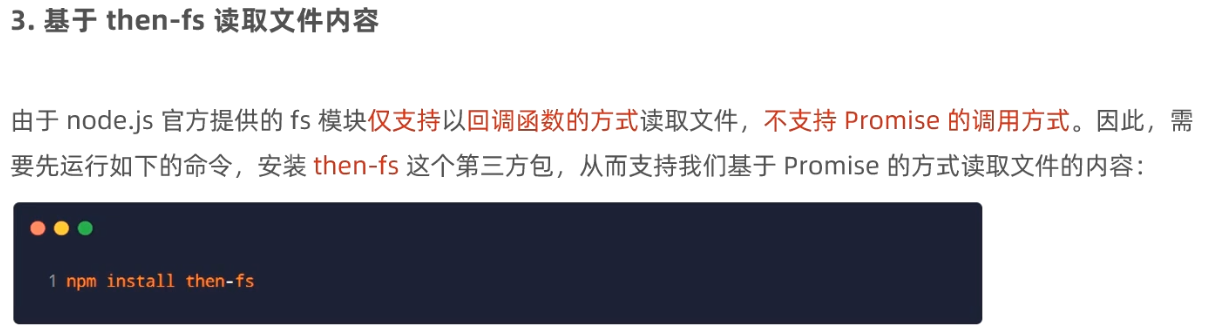 3. 基于 then-fs 读取文件内容
由于 node.js 官方提供的 fs 模块仅支持以回调函数的方式读取文件，不支持 Promise 的调用方式。因此，需
要先运行如下的命令，安装 then-fs 这个第三方包，从而支持我们基于 Promise 的方式读取文件的内容：
1 npm install then-fs